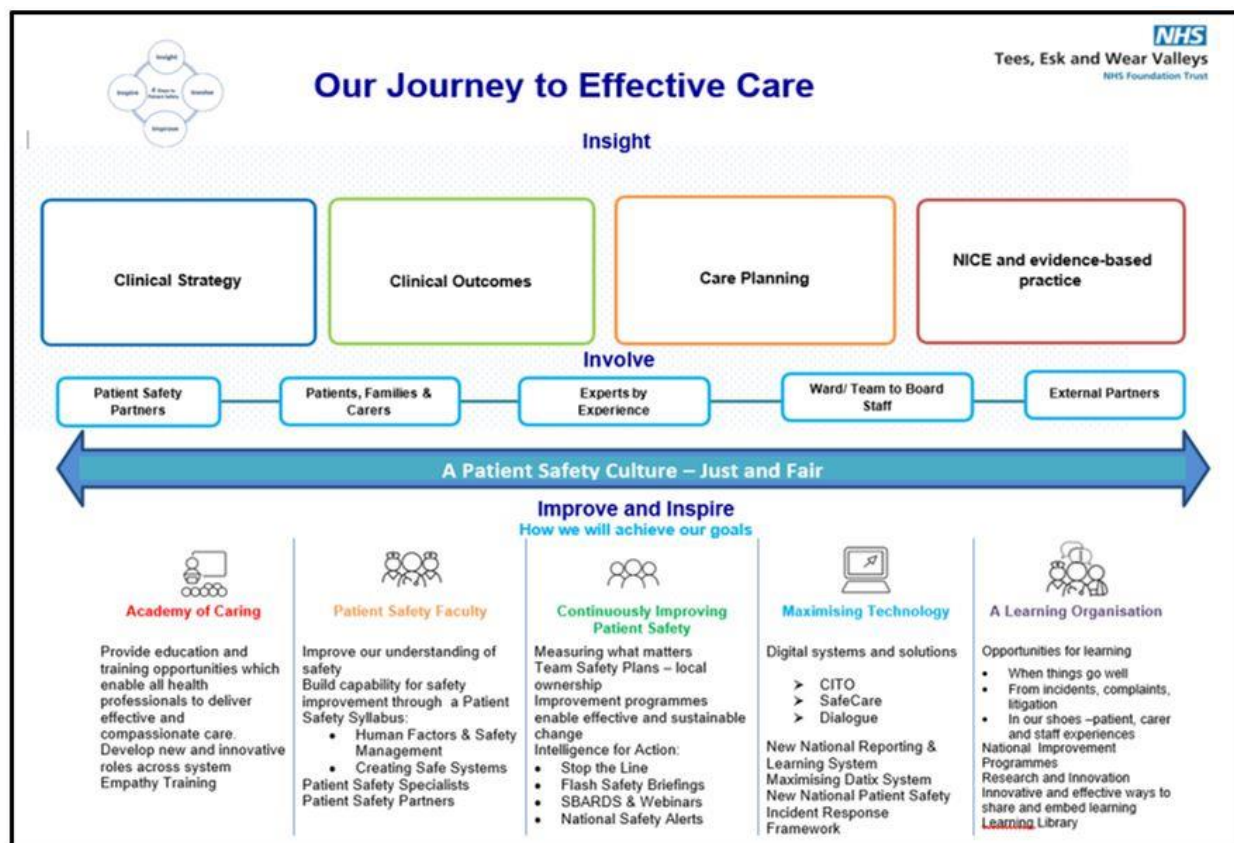 NHS
Tees, Esk and Wear Valleys
NHS Foundation Trust
Insight
Inspire
4 Steps to
Patient Safety
Involve
Improve
Our Journey to Effective Care
Insight
Clinical Strategy
Clinical Outcomes
Care Planning
NICE and evidence-based
practice
Involve
Patient Safety
Partners
Patients, Families &
Carers
Experts by
Experience
Ward/ Team to Board
Staff
External Partners
A Patient Safety Culture – Just and Fair
Improve and Inspire
How we will achieve our goals
Academy of Caring
Provide education and
training opportunities which
enable all health
professionals to deliver
effective and
compassionate care.
Develop new and innovative
roles across system
Empathy Training
Patient Safety Faculty
Improve our understanding of
safety
Build capability for safety
improvement through a Patient
Safety Syllabus:
• Human Factors & Safety
Management
• Creating Safe Systems
Patient Safety Specialists
Patient Safety Partners
Continuously Improving
Patient Safety
Measuring what matters
Team Safety Plans – local
ownership
Improvement programmes
enable effective and sustainable
change
Intelligence for Action:
• Stop the Line
• Flash Safety Briefings
• SBARDS & Webinars
• National Safety Alerts
Maximising Technology
Digital systems and solutions
➤ CITO
➤ SafeCare
➤ Dialogue
New National Reporting &
Learning System
Maximising Datix System
New National Patient Safety
Incident Response
Framework
A Learning Organisation
Opportunities for learning
• When things go well
• From incidents, complaints,
litigation
• In our shoes –patient, carer
and staff experiences
National Improvement
Programmes
Research and Innovation
Innovative and effective ways to
share and embed learning
Learning Library